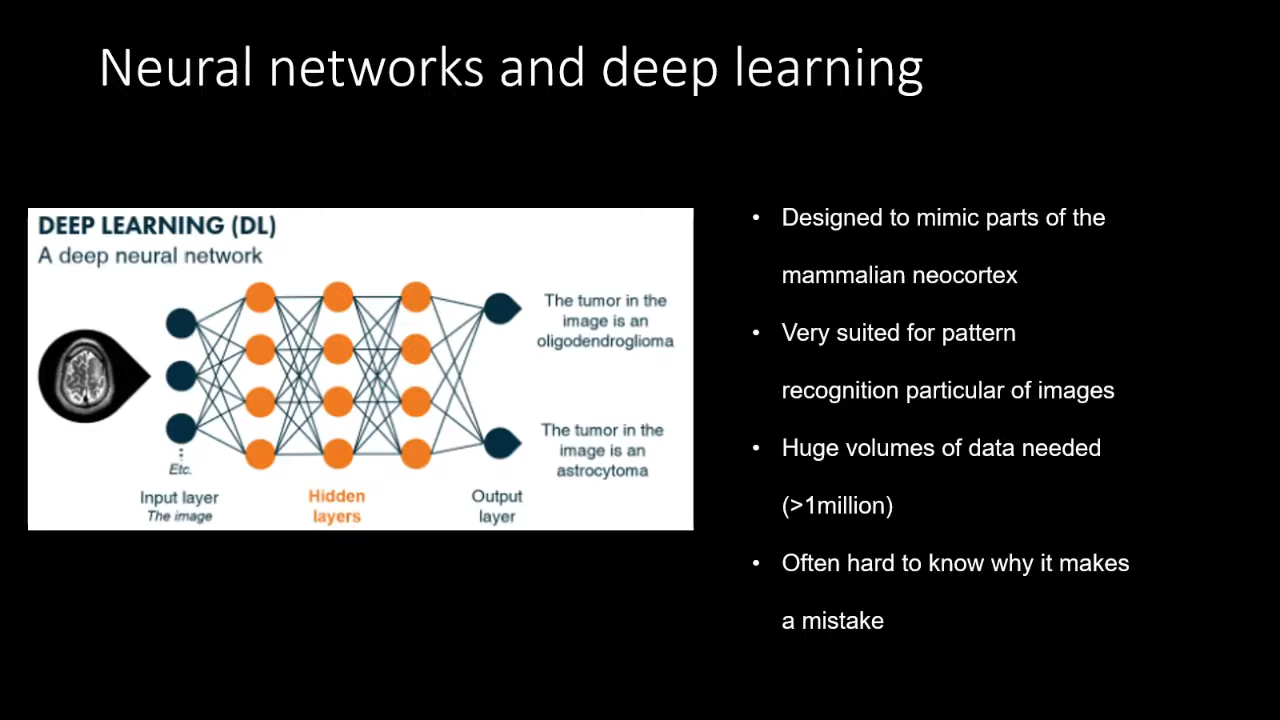 Neural networks and deep learning
DEEP LEARNING (DL)
A deep neural network
The tumor in the
image is an
oligodendroglioma
The tumor in the
image is an
astrocytoma
Etc.
Input layer
The image
Hidden
layers
Output
layer
• Designed to mimic parts of the
mammalian neocortex
• Very suited for pattern
recognition particular of images
• Huge volumes of data needed
(>1million)
• Often hard to know why it makes
a mistake